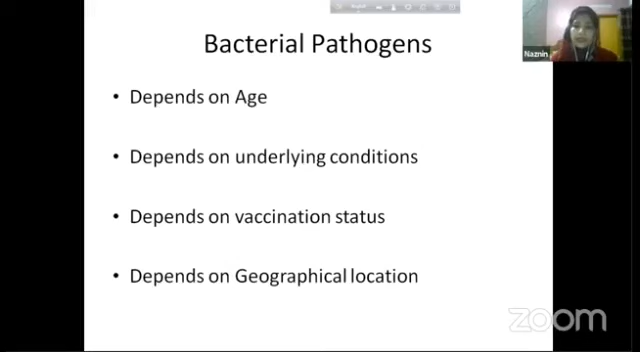 Bacterial Pathogens
Naznin
• Depends on Age
• Depends on underlying conditions
• Depends on vaccination status
• Depends on Geographical location
zoom